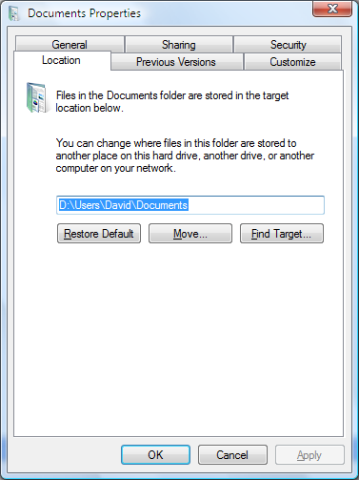 Documents Properties
General
Sharing
Security
Location
Previous Versions
Customize
Files in the Documents folder are stored in the target
location below.
You can change where files in this folder are stored to
another place on this hard drive, another drive, or another
computer on your network.
D:\Users\David\Documents
Restore Default
Move...
Find Target...
OK
Cancel
Apply